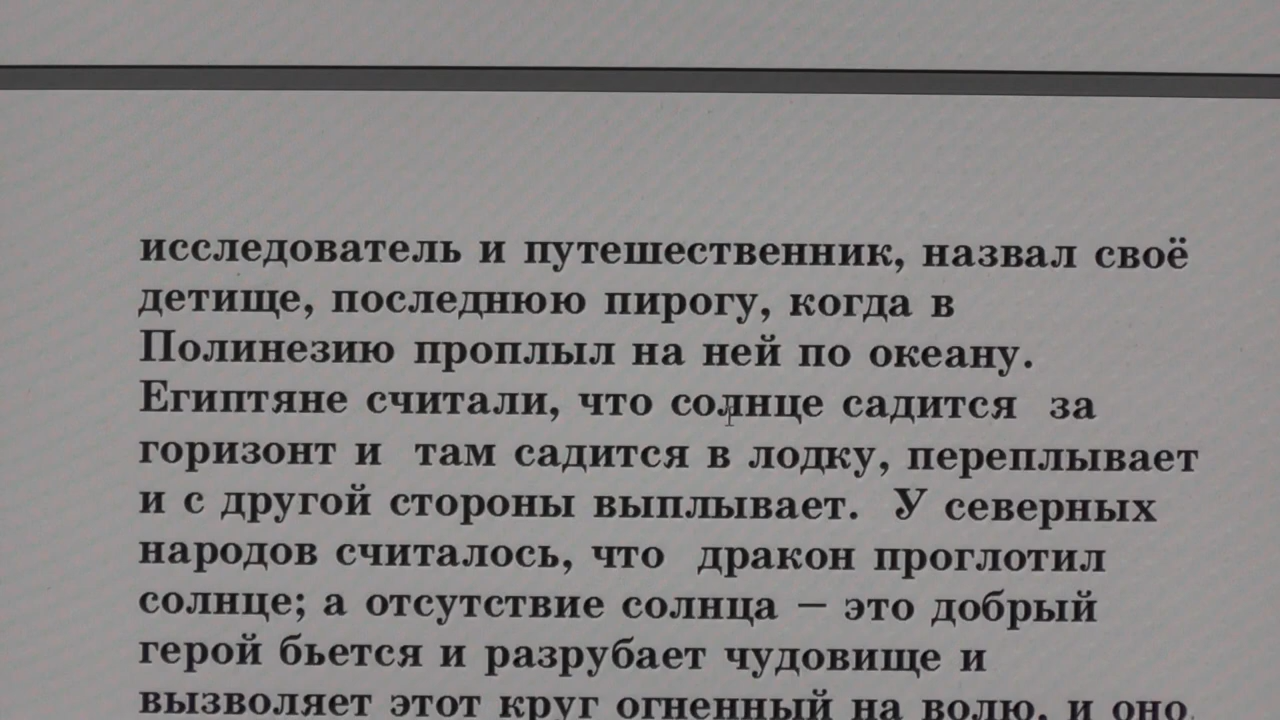 исследователь и путешественник, назвал своё
детище, последнюю пирогу, когда в
Полинезию проплыл на ней по океану.
Египтяне считали, что солнце садится за
горизонт и там садится в лодку, переплывает
и с другой стороны выплывает. У северных
народов считалось, что дракон проглотил
солнце; а отсутствие солнца – это добрый
герой бьется и разрубает чудовище и
вызволяет этот круг огненный на волю, и оно